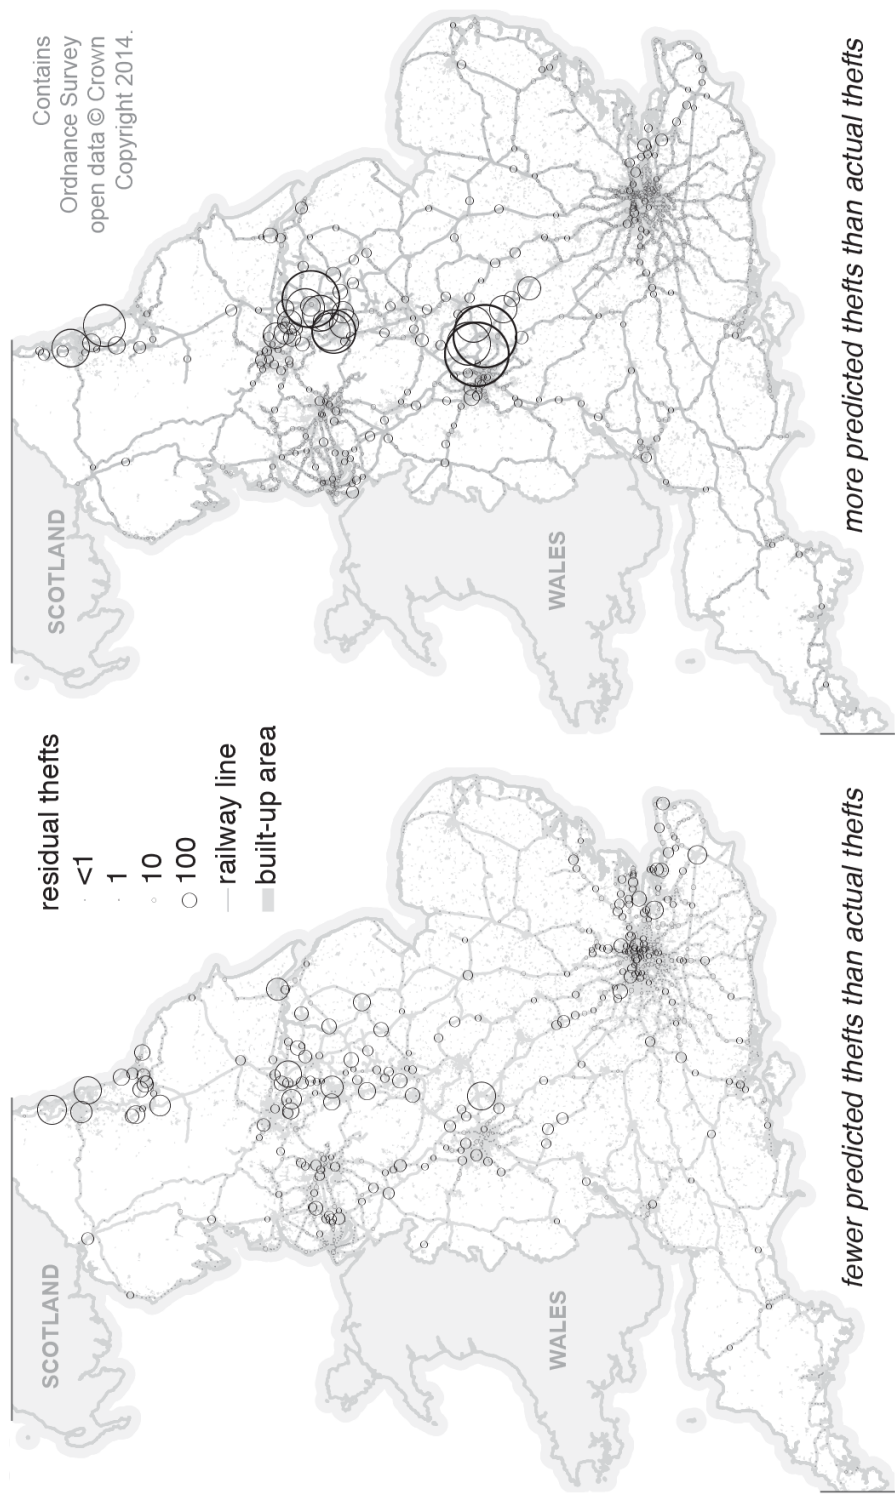 SCOTLAND
WALES
fewer predicted thefts than actual thefts
residual thefts
<1
1
10
100
railway line
built-up area
SCOTLAND
WALES
more predicted thefts than actual thefts
Contains
Ordnance Survey
open data © Crown
Copyright 2014.